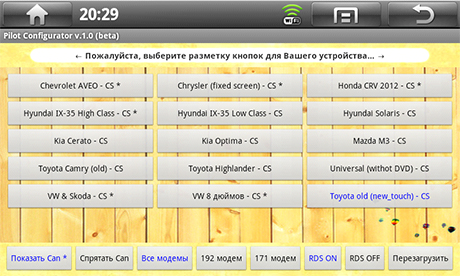 20:29
WiFi
Pilot Configurator v.1.0 (beta)
← Пожалуйста, выберите разметку кнопок для Вашего устройства... →
Chevrolet AVEO - CS *
Chrysler (fixed screen) - CS *
Honda CRV 2012 - CS *
Hyundai IX-35 High Class - CS
Hyundai IX-35 Low Class - CS
Hyundai Solaris - CS
Kia Cerato - CS
Kia Optima - CS
Mazda M3 - CS
Toyota Camry (old) - CS
Toyota Highlander - CS
Universal (withot DVD) - CS
VW & Skoda - CS *
VW 8 дюймов - CS *
Toyota old (new_touch) - CS
Показать Can *
Спрятать Can
Все модемы
192 модем
171 модем
RDS ON
RDS OFF
Перезагрузить